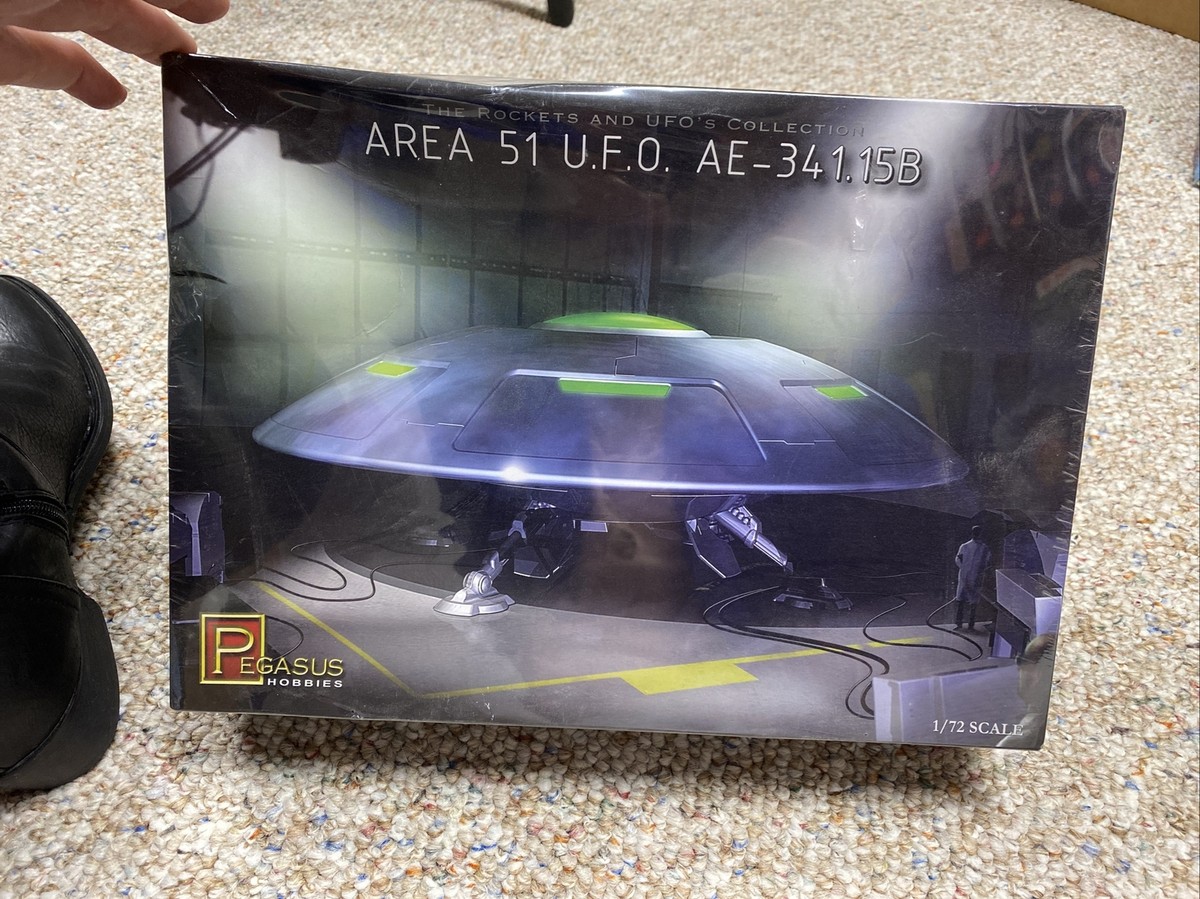 THE ROCKETS AND UFO'S COLLECTION
AREA 51 U.F.O. AE-341.15B
PEGASUS
HOBBIES
1/72 SCALE